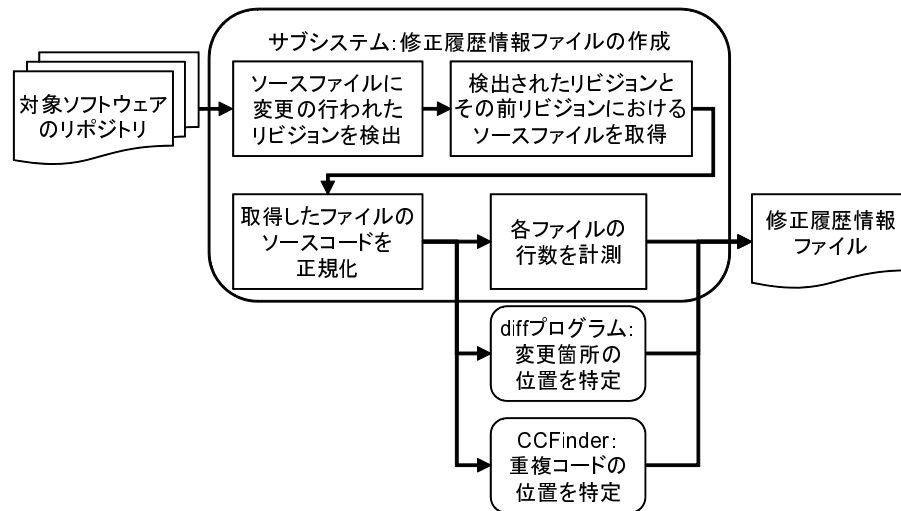 サブシステム:修正履歴情報ファイルの作成
対象ソフトウェア
のリポジトリ
ソースファイルに
変更の行われた
リビジョンを検出
検出されたリビジョンと
その前リビジョンにおける
ソースファイルを取得
取得したファイルの
ソースコードを
正規化
各ファイルの
行数を計測
修正履歴情報
ファイル
diffプログラム:
変更箇所の
位置を特定
CCFinder:
重複コードの
位置を特定